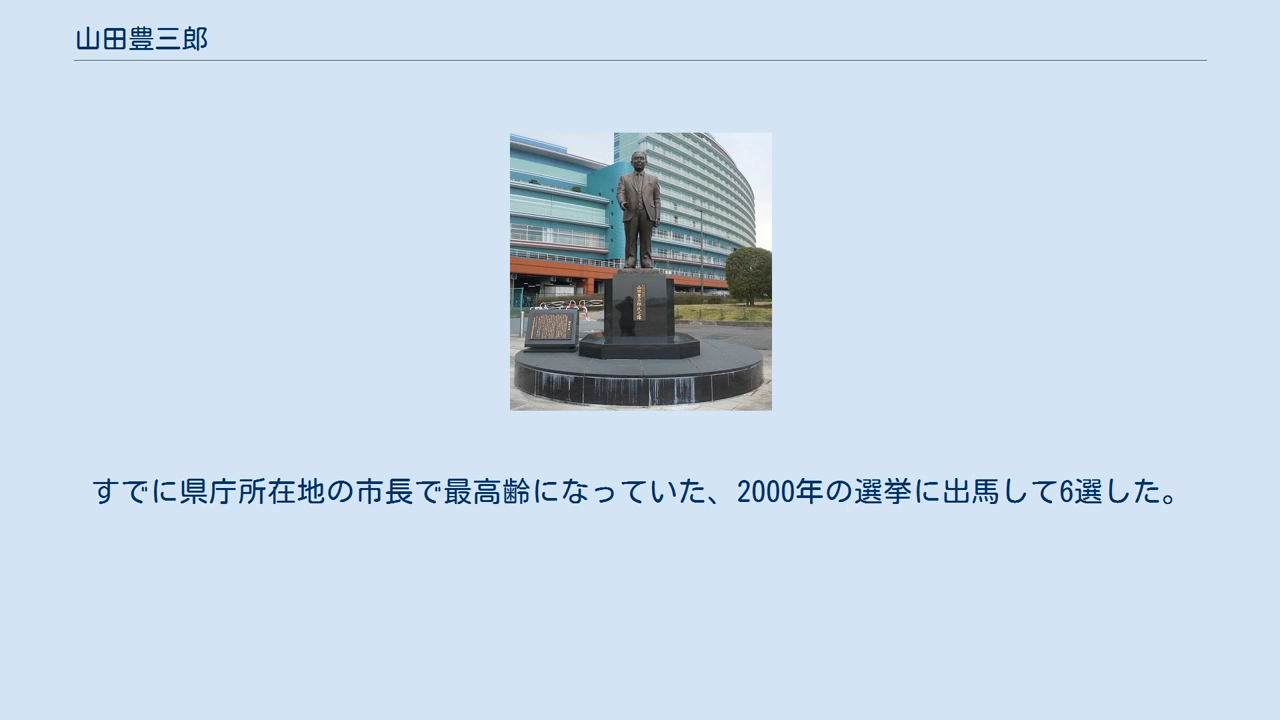 山田豊三郎
すでに県庁所在地の市長で最高齢になっていた、2000年の選挙に出馬して6選した。